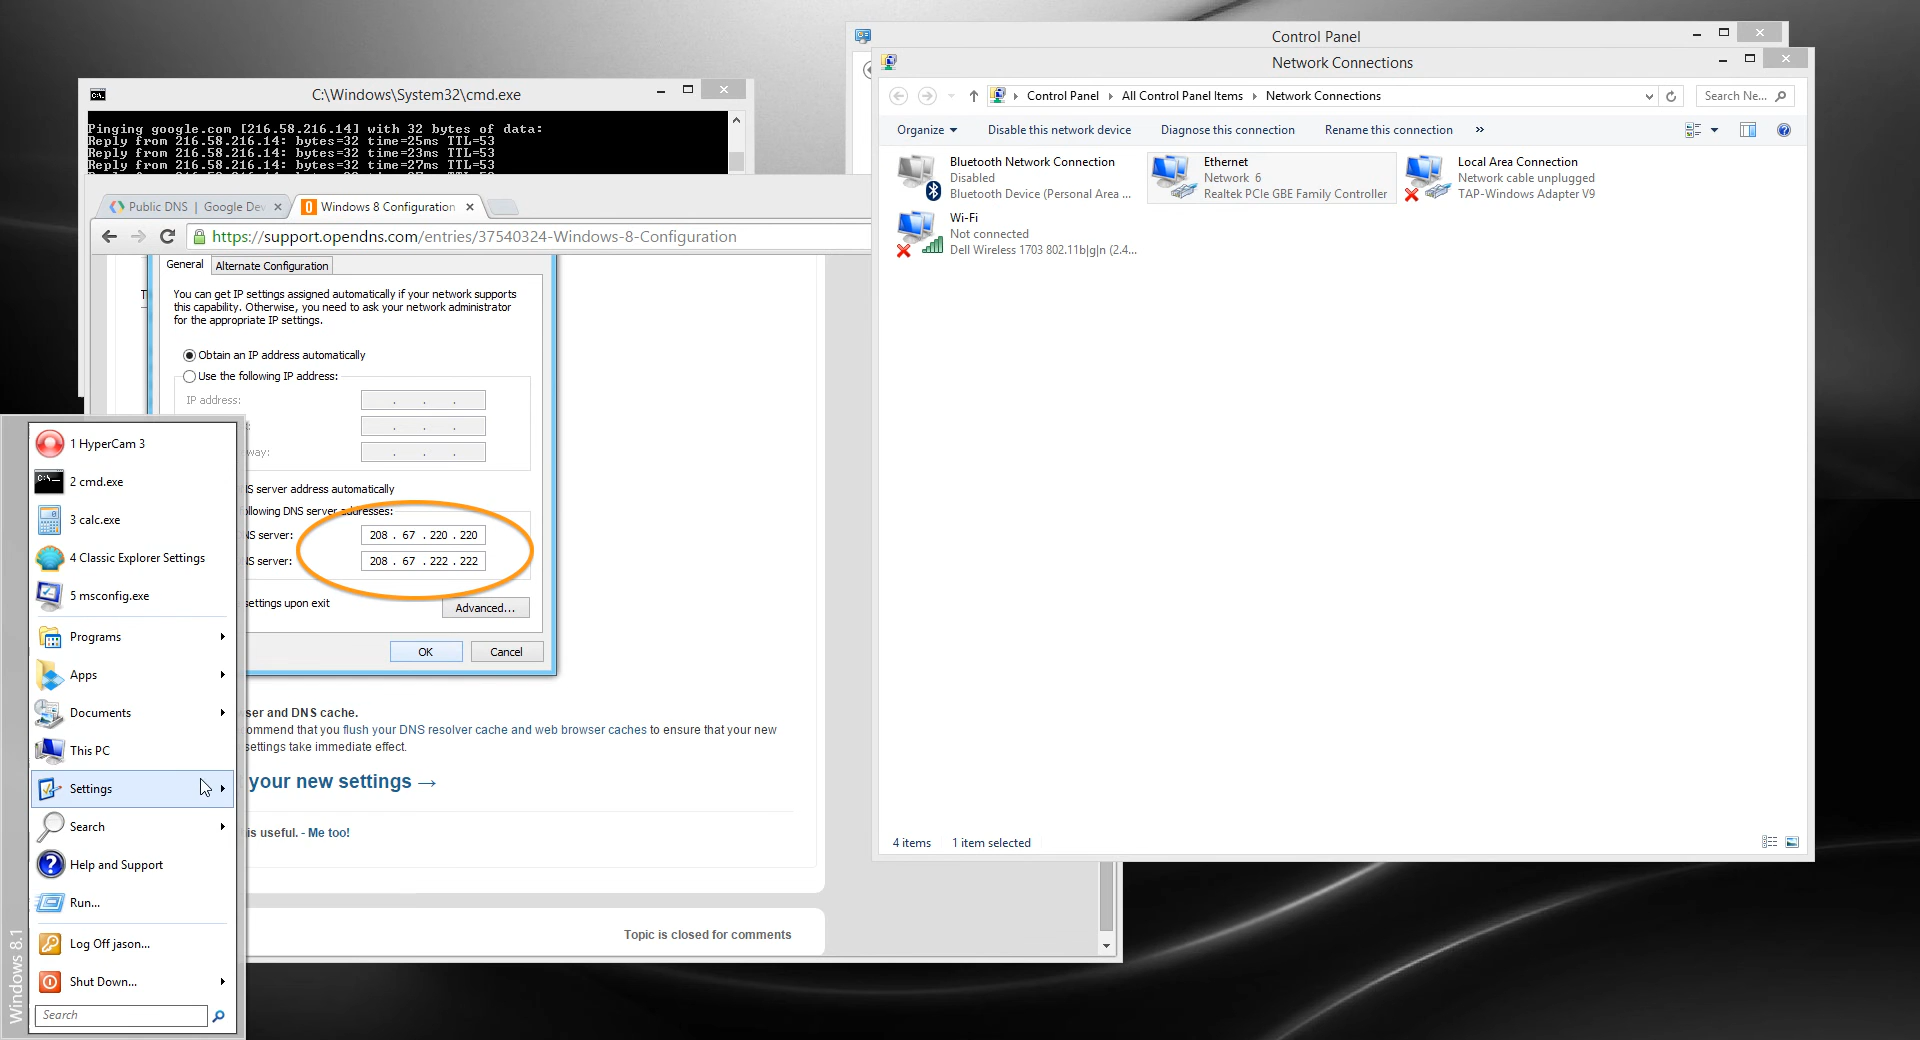 Control Panel
Network Connections
Control Panel
All Control Panel Items
Network Connections
Search Ne...
Organize
Disable this network device
Diagnose this connection
Rename this connection
»
Bluetooth Network Connection
Disabled
Bluetooth Device (Personal Area ...
Ethernet
Network 6
Realtek PCIe GBE Family Controller
Local Area Connection
Network cable unplugged
TAP-Windows Adapter V9
Wi-Fi
Not connected
Dell Wireless 1703 802.11b|g|n (2.4...
4 items
1 item selected
C:\Windows\System32\cmd.exe
Pinging google.com [216.58.216.14] with 32 bytes of data:
Reply from 216.58.216.14: bytes=32 time=25ms TTL=53
Reply from 216.58.216.14: bytes=32 time=23ms TTL=53
Reply from 216.58.216.14: bytes=32 time=27ms TTL=53
Public DNS | Google Dev
Windows 8 Configuration
https://support.opendns.com/entries/37540324-Windows-8-Configuration
General
Alternate Configuration
You can get IP settings assigned automatically if your network supports
this capability. Otherwise, you need to ask your network administrator
for the appropriate IP settings.
Obtain an IP address automatically
Use the following IP address:
IP address:
way:
S server address automatically
ollowing DNS server addresses:
NS server:
208 . 67 . 220 . 220
S server:
208 . 67 . 222 . 222
settings upon exit
Advanced...
OK
Cancel
ser and DNS cache.
ommend that you flush your DNS resolver cache and web browser caches to ensure that your new
settings take immediate effect.
your new settings →
is useful. - Me too!
Topic is closed for comments
1 HyperCam 3
2 cmd.exe
3 calc.exe
4 Classic Explorer Settings
5 msconfig.exe
Programs
Apps
Documents
This PC
Settings
Search
Help and Support
Run...
Log Off jason...
Shut Down...
Search
Windows 8.1